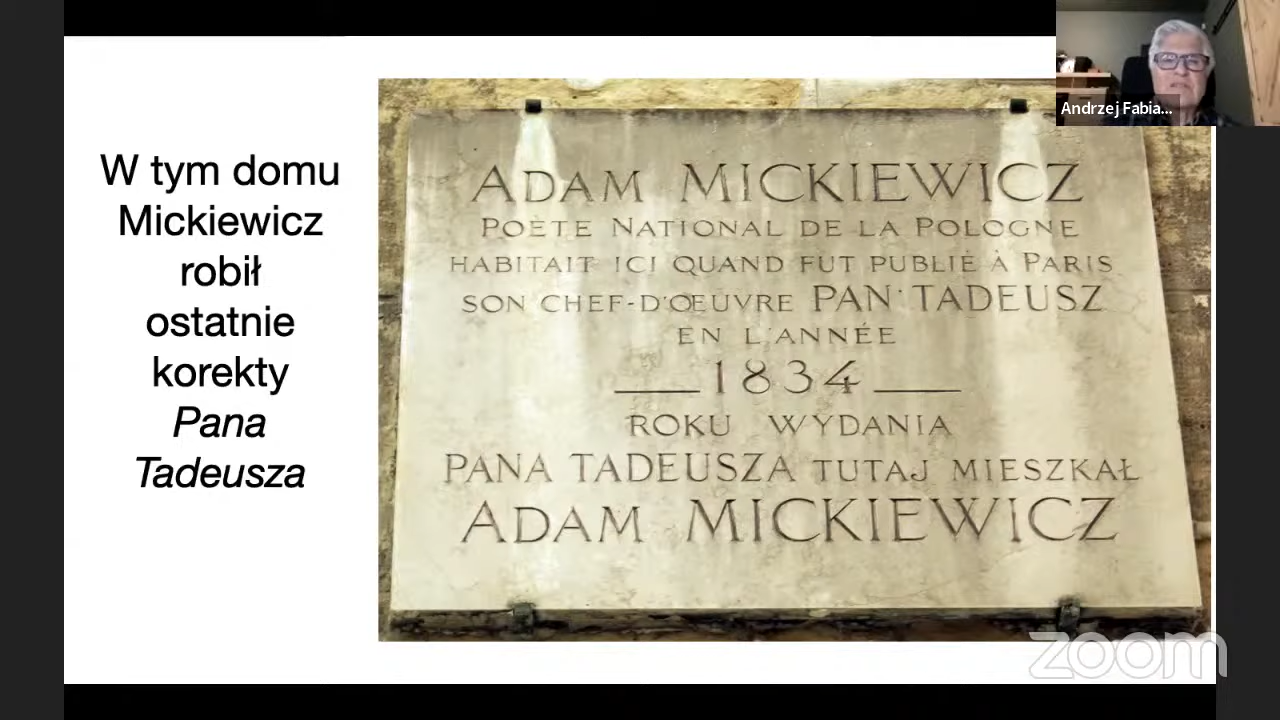 W tym domu
Mickiewicz
robił
ostatnie
korekty
Pana
Tadeusza
ADAM MICKIEWICZ
POÈTE NATIONAL DE LA POLOGNE
HABITAIT ICI QUAND FUT PUBLIÉ À PARIS
SON CHEF-D'ŒUVRE PAN TADEUSZ
EN L'ANNÉE
1834
ROKU WYDANIA
PANA TADEUSZA TUTAJ MIESZKAŁ
ADAM MICKIEWICZ
Andrzej Fabia...
zoom